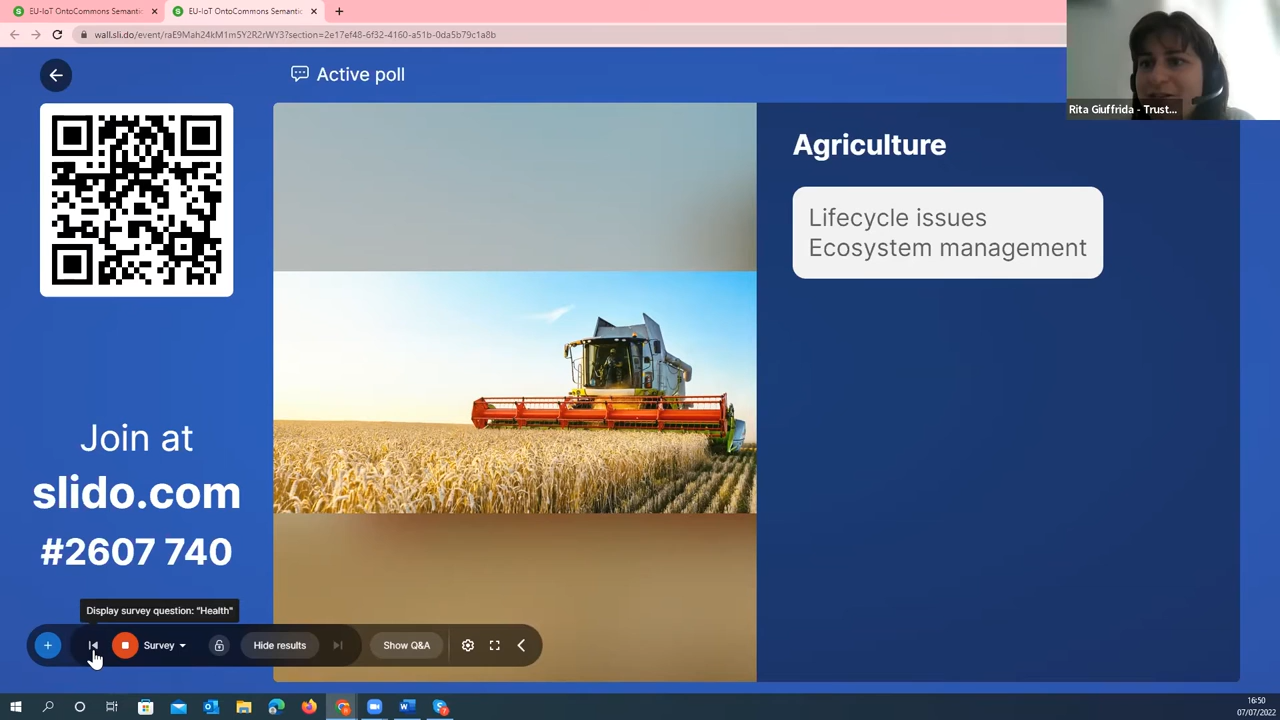 EU-IoT OntoCommons Semantic
EU-IoT OntoCommons Semantic
wall.sli.do/event/raE9Mah24kM1m5Y2R2rWY3?section=2e17ef48-6f32-4160-a51b-0da5b79c1a8b
Rita Giuffrida - Trust...
Active poll
Agriculture
Lifecycle issues
Ecosystem management
Join at
slido.com
#2607 740
Display survey question: "Health"
Survey
Hide results
Show Q&A
16:50
07/07/2022